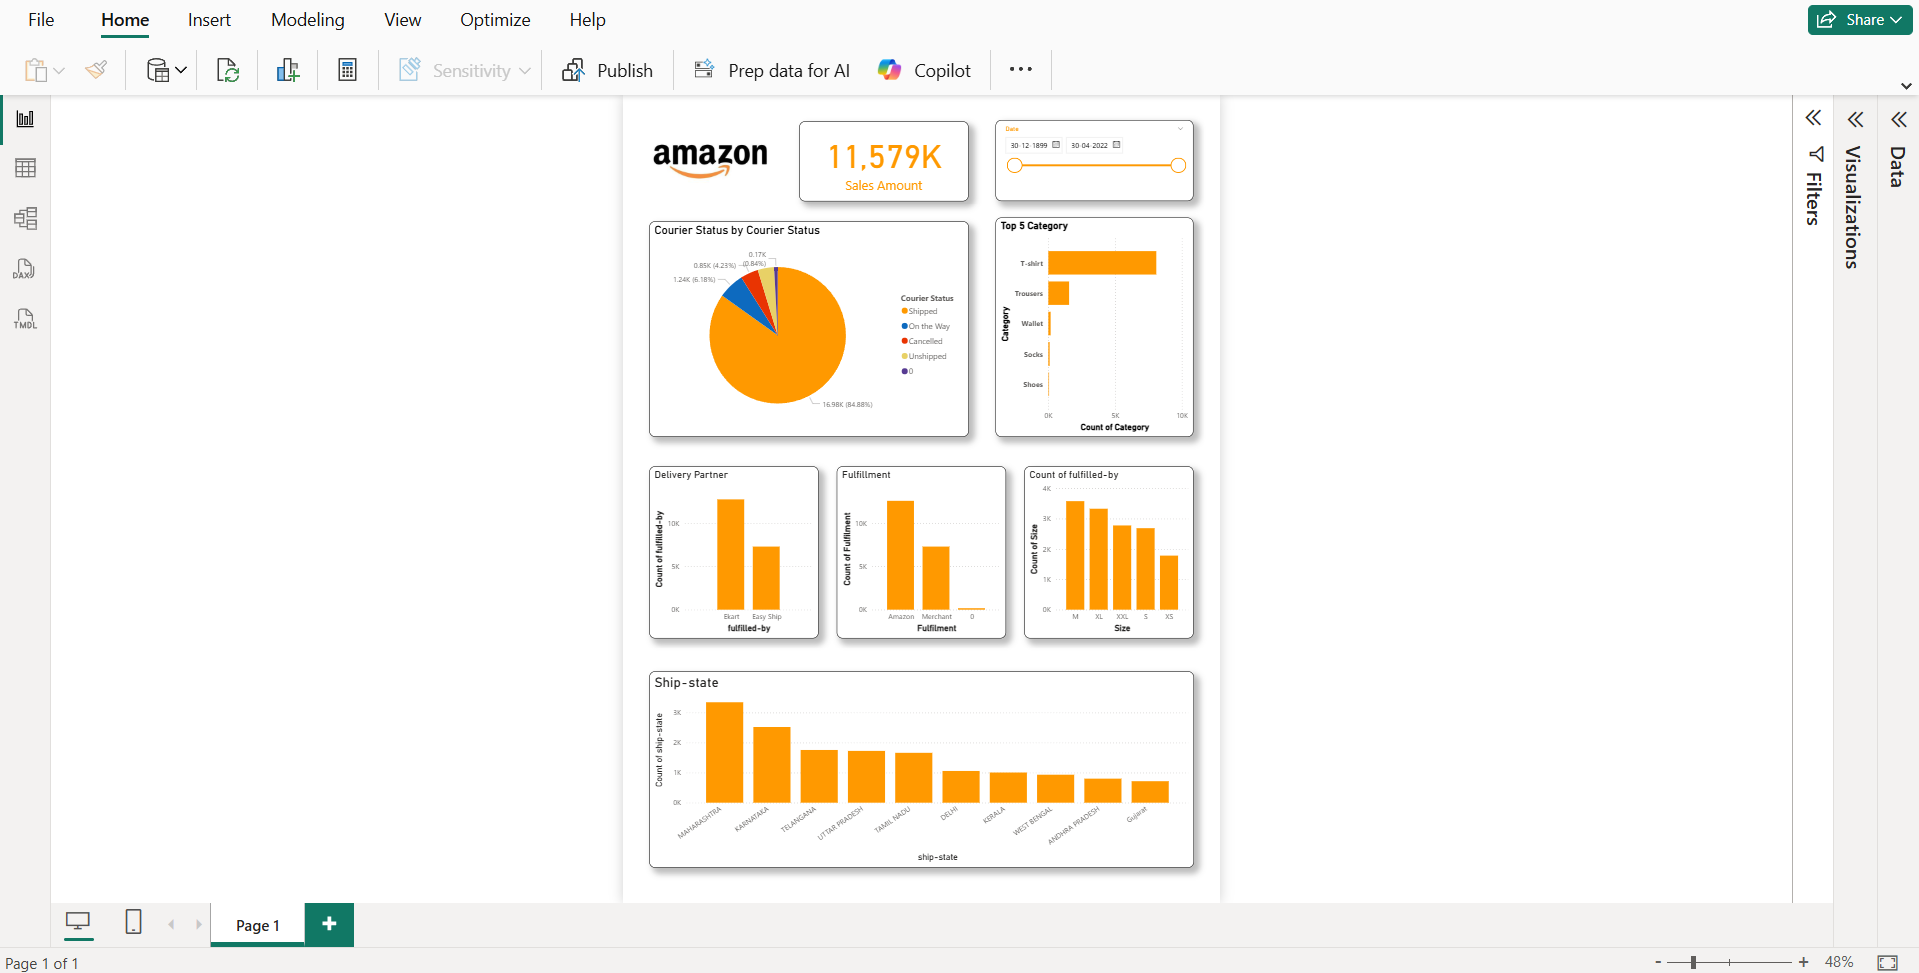 File Home Insert Modeling View Optimize Help Share
Sensitivity Publish Prep data for AI Copilot ...
DAX
TMDL
amazon
11,579K
Sales Amount
Date
30-12-1899 30-04-2022
Courier Status by Courier Status
0.17K
(0.84%)
0.85K (4.23%)
1.24K (6.18%)
16.98K (84.88%)
Courier Status
Shipped
On the Way
Cancelled
Unshipped
0
Top 5 Category
Category
T-shirt
Trousers
Wallet
Socks
Shoes
0K 5K 10K
Count of Category
Delivery Partner
Count of fulfilled-by
10K
5K
0K
Ekart Easy Ship
fulfilled-by
Fulfillment
Count of Fulfilment
10K
5K
0K
Amazon Merchant 0
Fulfilment
Count of fulfilled-by
Count of Size
4K
3K
2K
1K
0K
M XL XXL S XS
Size
Ship-state
Count of ship-state
3K
2K
1K
0K
MAHARASHTRA KARNATAKA TELANGANA UTTAR PRADESH TAMIL NADU DELHI KERALA WEST BENGAL ANDHRA PRADESH Gujarat
ship-state
Filters
Visualizations
Data
Page 1 +
Page 1 of 1
- + 48%